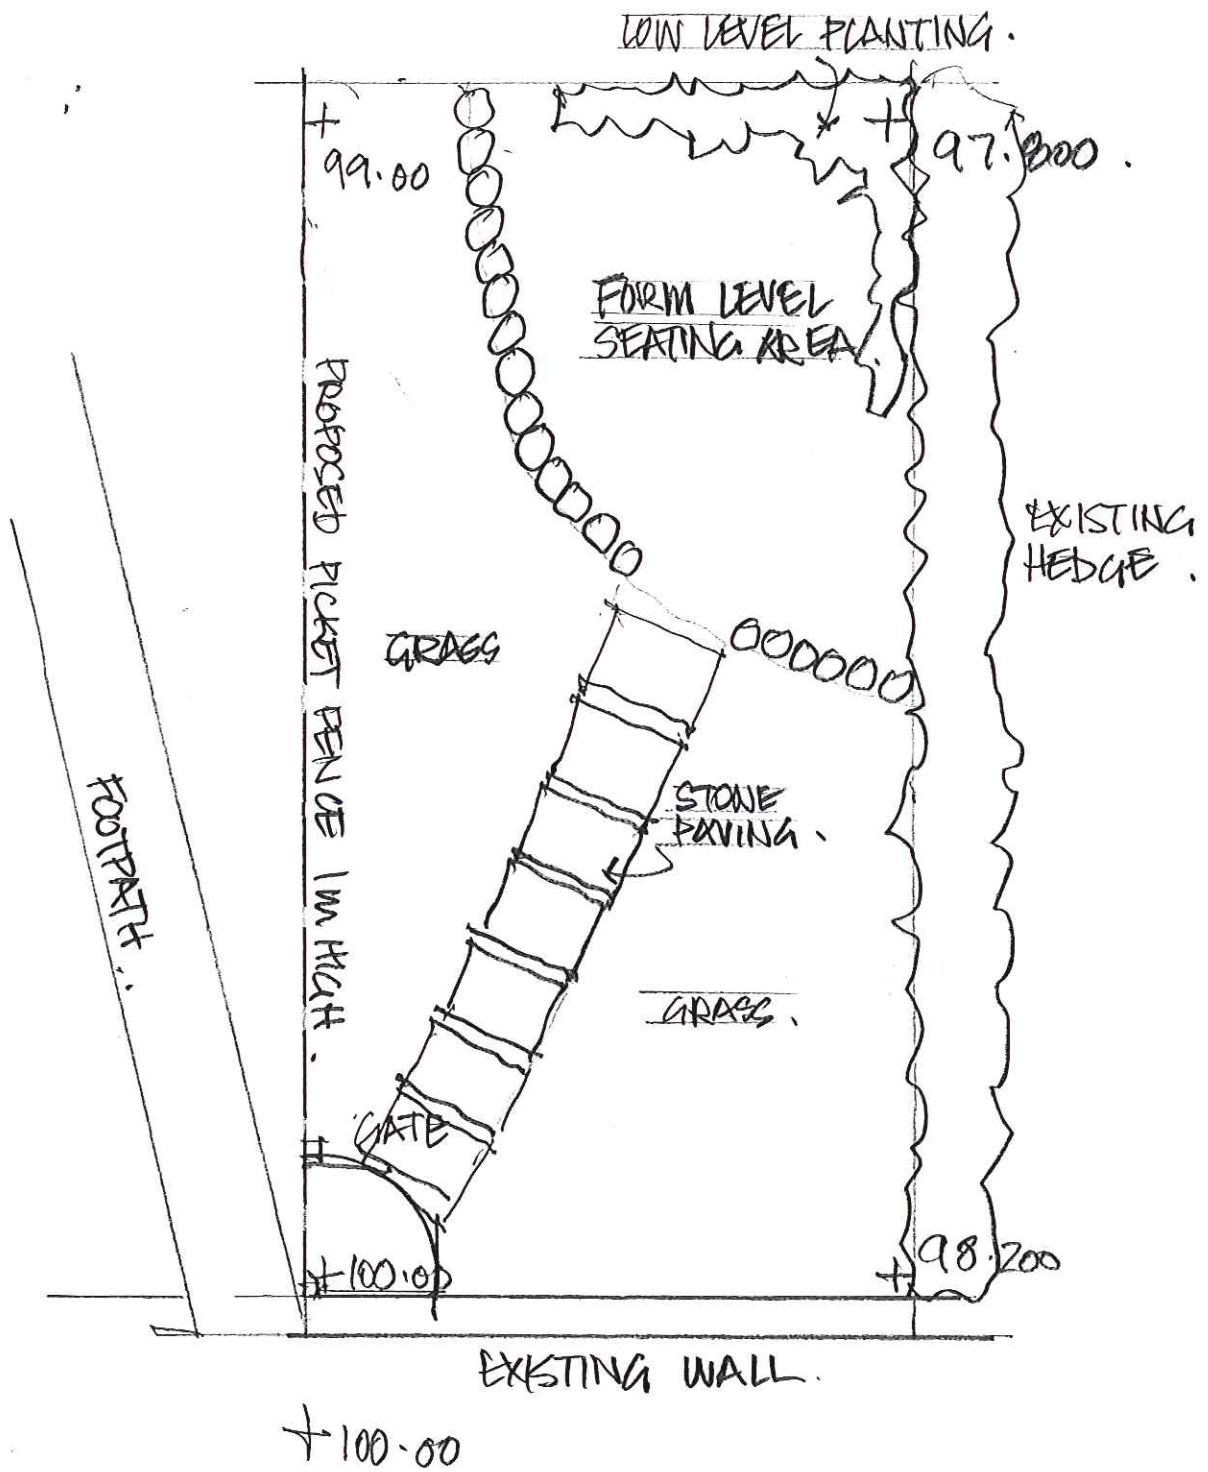 LOW LEVEL PLANTING.
99.00
97.800.
FORM LEVEL
SEATING AREA.
PROPOSED PICKET FENCE 1m HIGH.
EXISTING
HEDGE.
GRASS
FOOTPATH.
STONE
PAVING.
GRASS.
GATE
100.00
98.200
EXISTING WALL.
100.00